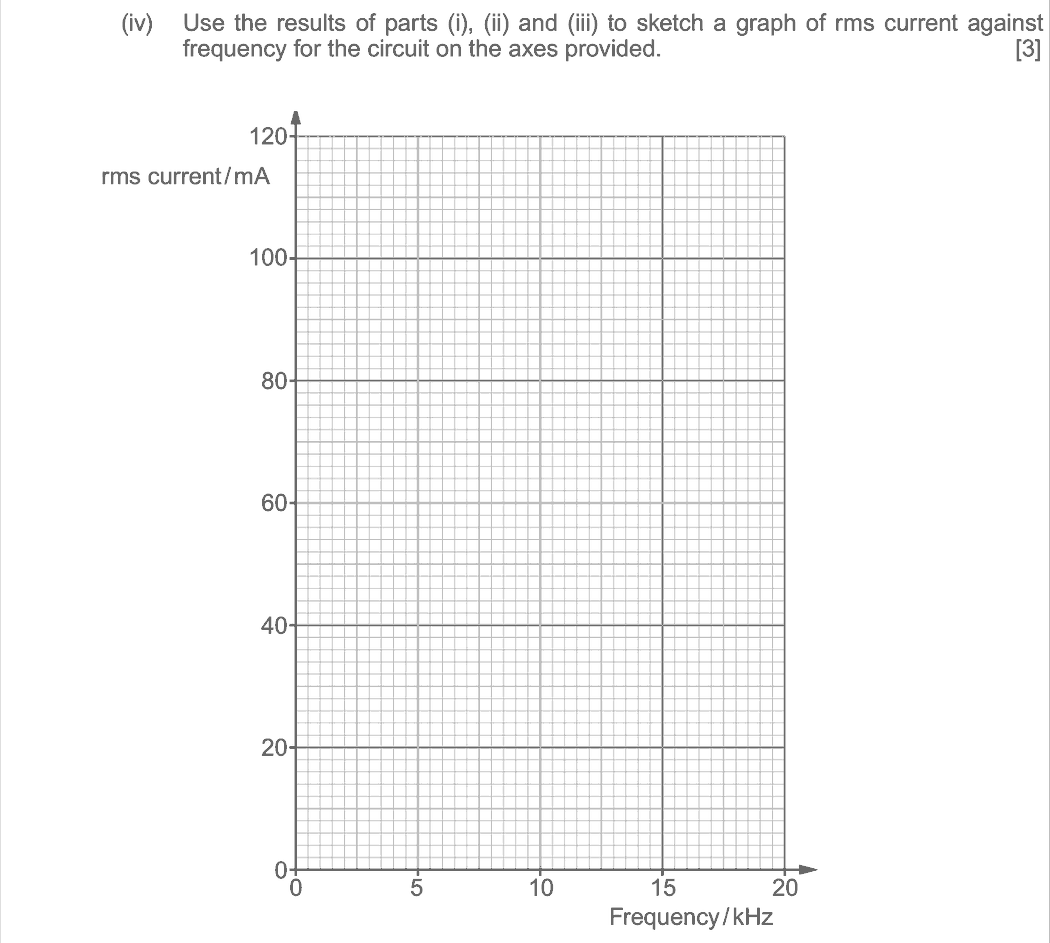 (iv) Use the results of parts (i), (ii) and (iii) to sketch a graph of rms current against
frequency for the circuit on the axes provided. [3]
120
rms current/mA
100
80
60
40
20
0
0 5 10 15 20
Frequency/kHz